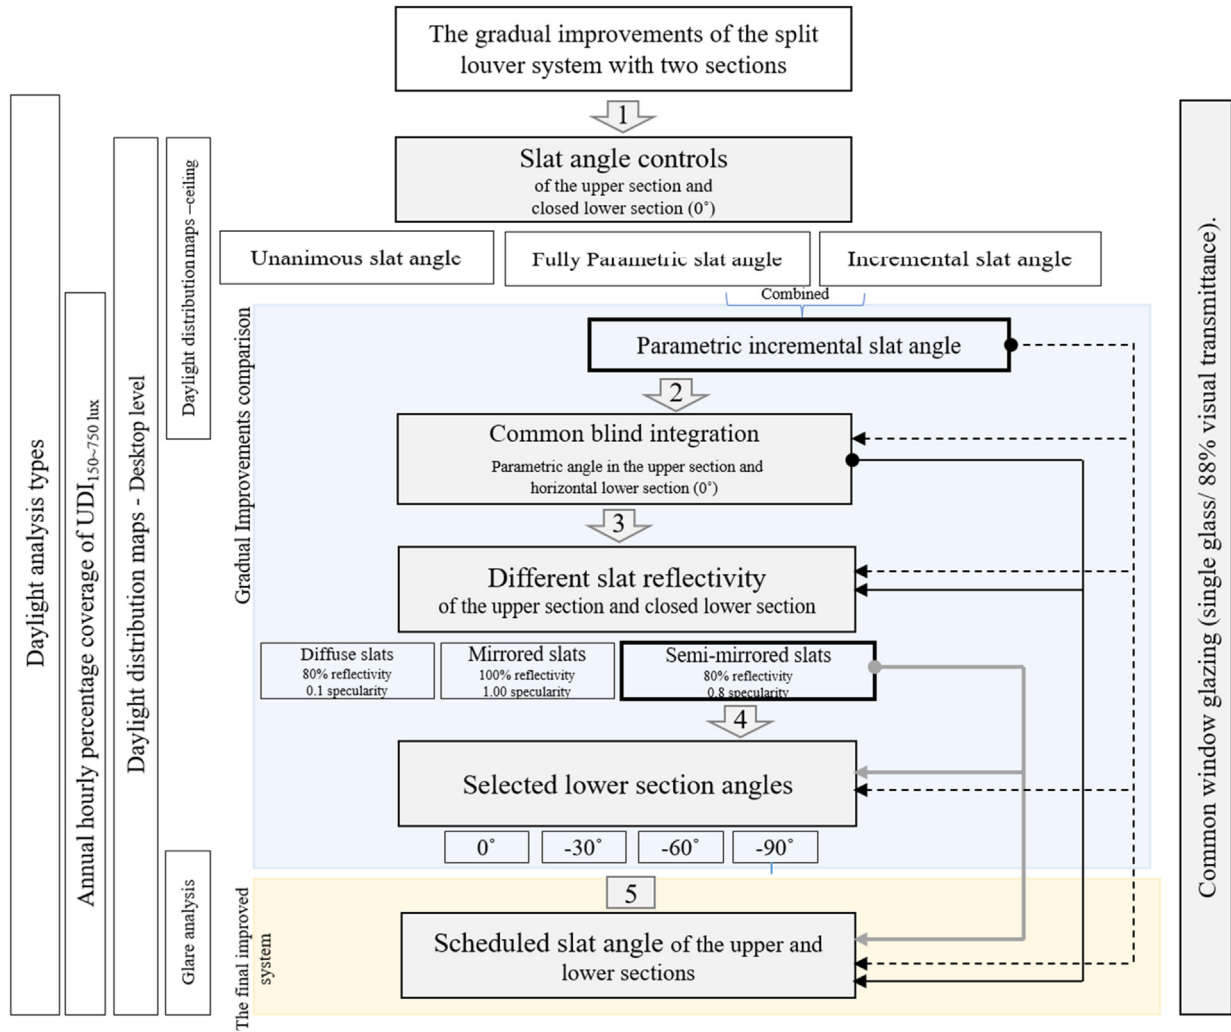 The gradual improvements of the split
louver system with two sections
1
Slat angle controls
of the upper section and
closed lower section (0˚)
Unanimous slat angle
Fully Parametric slat angle
Incremental slat angle
Combined
Parametric incremental slat angle
2
Common blind integration
Parametric angle in the upper section and
horizontal lower section (0˚)
3
Different slat reflectivity
of the upper section and closed lower section
Diffuse slats
80% reflectivity
0.1 specularity
Mirrored slats
100% reflectivity
1.00 specularity
Semi-mirrored slats
80% reflectivity
0.8 specularity
4
Selected lower section angles
0˚
-30˚
-60˚
-90˚
5
Scheduled slat angle of the upper and
lower sections
Daylight analysis types
Annual hourly percentage coverage of UDI150~750 lux
Daylight distribution maps - Desktop level
Daylight distribution maps –ceiling
Glare analysis
Gradual Improvements comparison
The final improved
system
Common window glazing (single glass/ 88% visual transmittance).